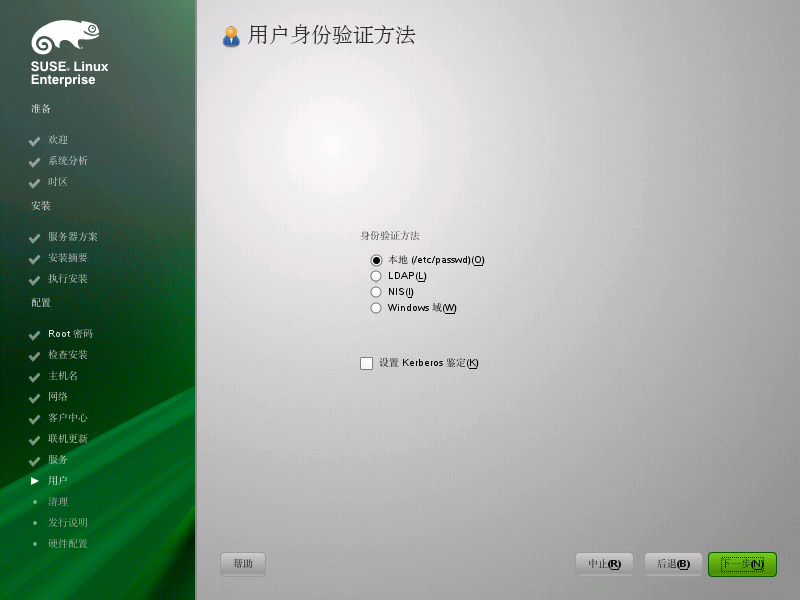 SUSE® Linux
Enterprise
准备
欢迎
系统分析
时区
安装
服务器方案
安装摘要
执行安装
配置
Root 密码
检查安装
主机名
网络
客户中心
联机更新
服务
用户
清理
发行说明
硬件配置
用户身份验证方法
身份验证方法
本地 (/etc/passwd)(O)
LDAP(L)
NIS(I)
Windows 域(W)
设置 Kerberos 鉴定(K)
帮助
中止(R)
后退(B)
下一步(N)